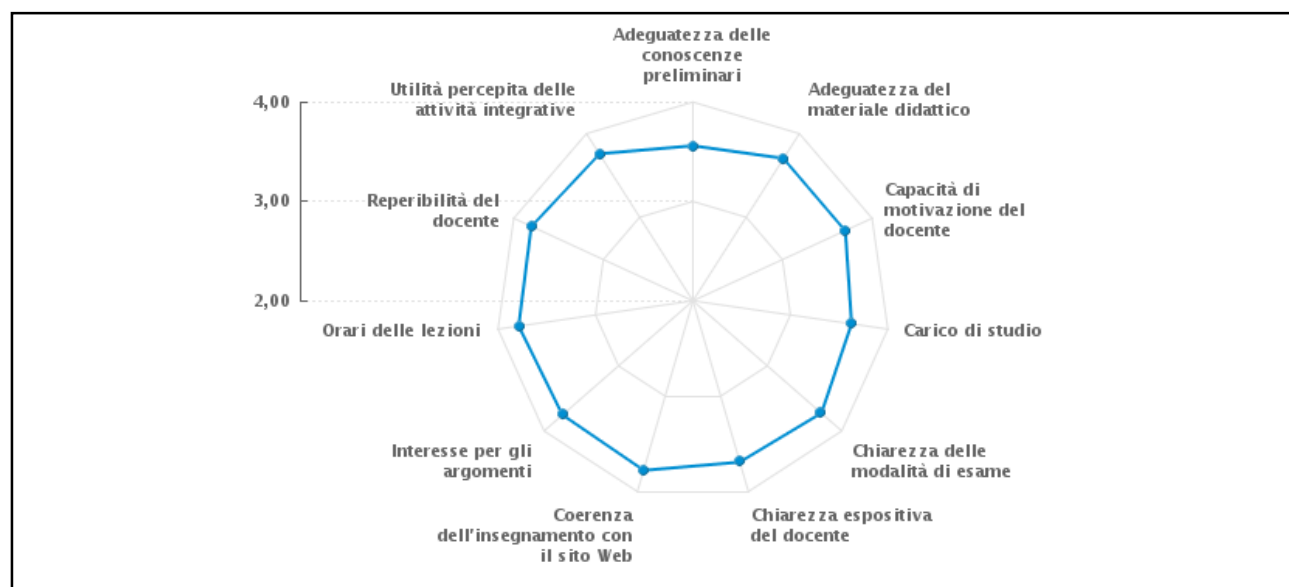 Adeguatezza delle
conoscenze
preliminari
Adeguatezza del
materiale didattico
Capacità di
motivazione del
docente
Carico di studio
Chiarezza delle
modalità di esame
Chiarezza espositiva
del docente
Coerenza
dell'insegnamento con
il sito Web
Interesse per gli
argomenti
Orari delle lezioni
Reperibilità del
docente
Utilità percepita delle
attività integrative
4,00
3,00
2,00